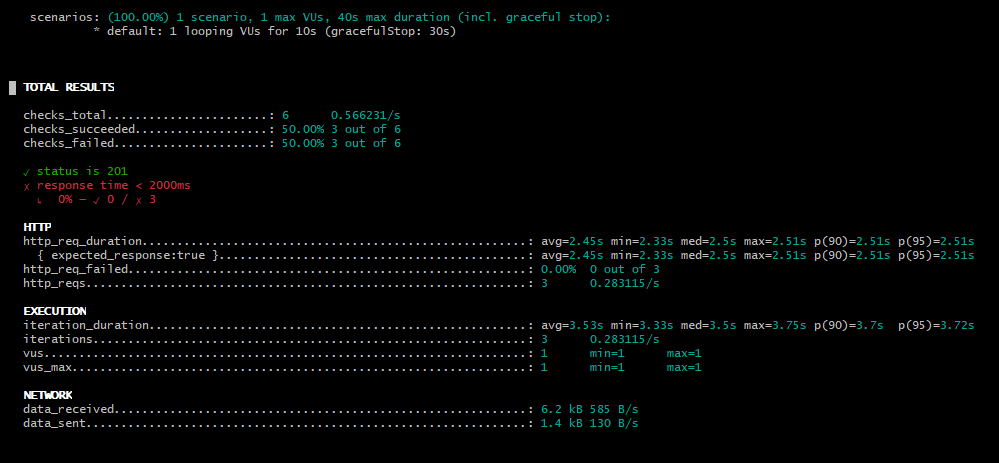 scenarios: (100.00%) 1 scenario, 1 max VUs, 40s max duration (incl. graceful stop):
* default: 1 looping VUs for 10s (gracefulStop: 30s)
TOTAL RESULTS
checks_total.......................: 6      0.566231/s
checks_succeeded...................: 50.00% 3 out of 6
checks_failed......................: 50.00% 3 out of 6
✓ status is 201
✗ response time < 2000ms
↳  0% — ✓ 0 / ✗ 3
HTTP
http_req_duration.......................................................: avg=2.45s min=2.33s med=2.5s max=2.51s p(90)=2.51s p(95)=2.51s
{ expected_response:true }............................................: avg=2.45s min=2.33s med=2.5s max=2.51s p(90)=2.51s p(95)=2.51s
http_req_failed.........................................................: 0.00%  0 out of 3
http_reqs...............................................................: 3      0.283115/s
EXECUTION
iteration_duration......................................................: avg=3.53s min=3.33s med=3.5s max=3.75s p(90)=3.7s  p(95)=3.72s
iterations..............................................................: 3      0.283115/s
vus.....................................................................: 1      min=1      max=1
vus_max.................................................................: 1      min=1      max=1
NETWORK
data_received...........................................................: 6.2 kB 585 B/s
data_sent...............................................................: 1.4 kB 130 B/s